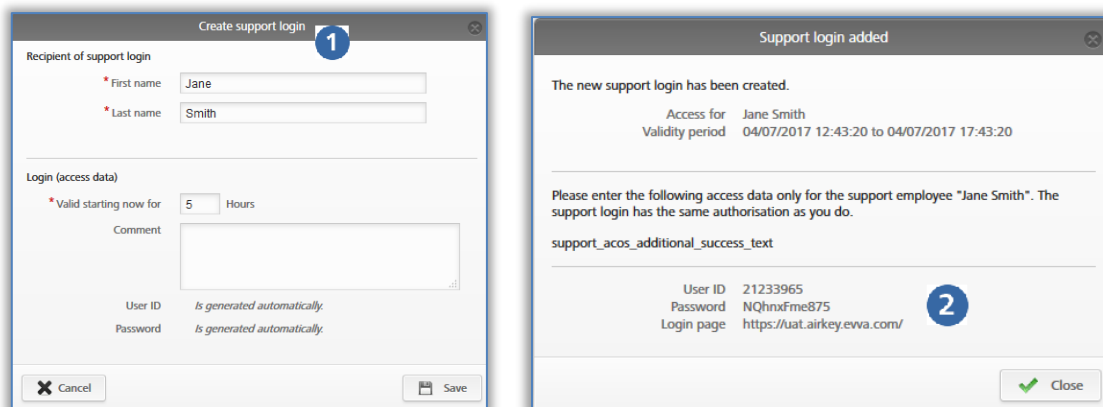 Create support login
1
Recipient of support login
* First name Jane
* Last name Smith
Login (access data)
* Valid starting now for 5 Hours
Comment
User ID Is generated automatically.
Password Is generated automatically.
Cancel Save
Support login added
The new support login has been created.
Access for Jane Smith
Validity period 04/07/2017 12:43:20 to 04/07/2017 17:43:20
Please enter the following access data only for the support employee "Jane Smith". The
support login has the same authorisation as you do.
support_acos_additional_success_text
User ID 21233965
Password NQhnxFme875
Login page https://uat.airkey.evva.com/
2
Close